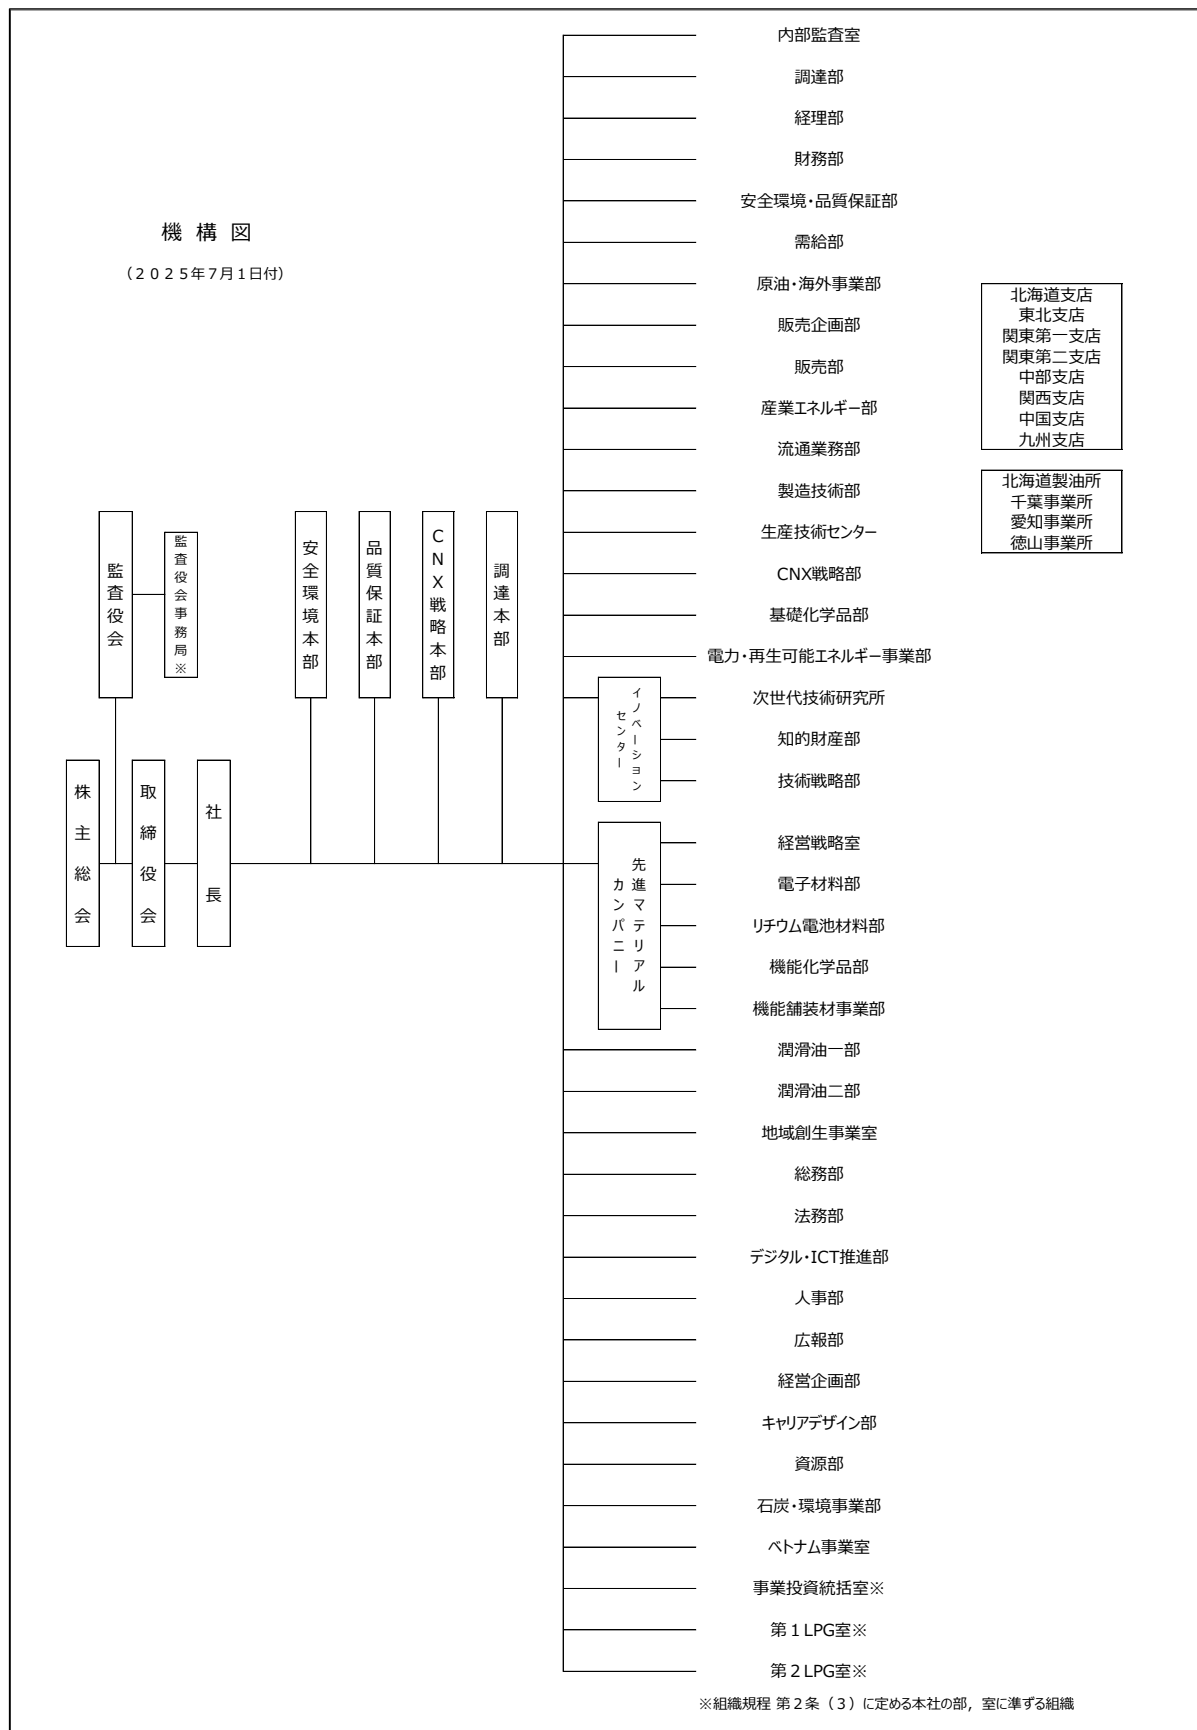 機構図
（２０２５年７月１日付）
株主総会
監査役会
監査役会事務局※
取締役会
社長
安全環境本部
品質保証本部
CNX戦略本部
調達本部
内部監査室
調達部
経理部
財務部
安全環境・品質保証部
需給部
原油・海外事業部
販売企画部
販売部
産業エネルギー部
流通業務部
製造技術部
生産技術センター
CNX戦略部
基礎化学品部
電力・再生可能エネルギー事業部
イノベーション
センター
次世代技術研究所
知的財産部
技術戦略部
先進マテリアル
カンパニー
経営戦略室
電子材料部
リチウム電池材料部
機能化学品部
機能舗装材事業部
潤滑油一部
潤滑油二部
地域創生事業室
総務部
法務部
デジタル・ICT推進部
人事部
広報部
経営企画部
キャリアデザイン部
資源部
石炭・環境事業部
ベトナム事業室
事業投資統括室※
第１LPG室※
第２LPG室※
北海道支店
東北支店
関東第一支店
関東第二支店
中部支店
関西支店
中国支店
九州支店
北海道製油所
千葉事業所
愛知事業所
徳山事業所
※組織規程 第２条（３）に定める本社の部，室に準ずる組織